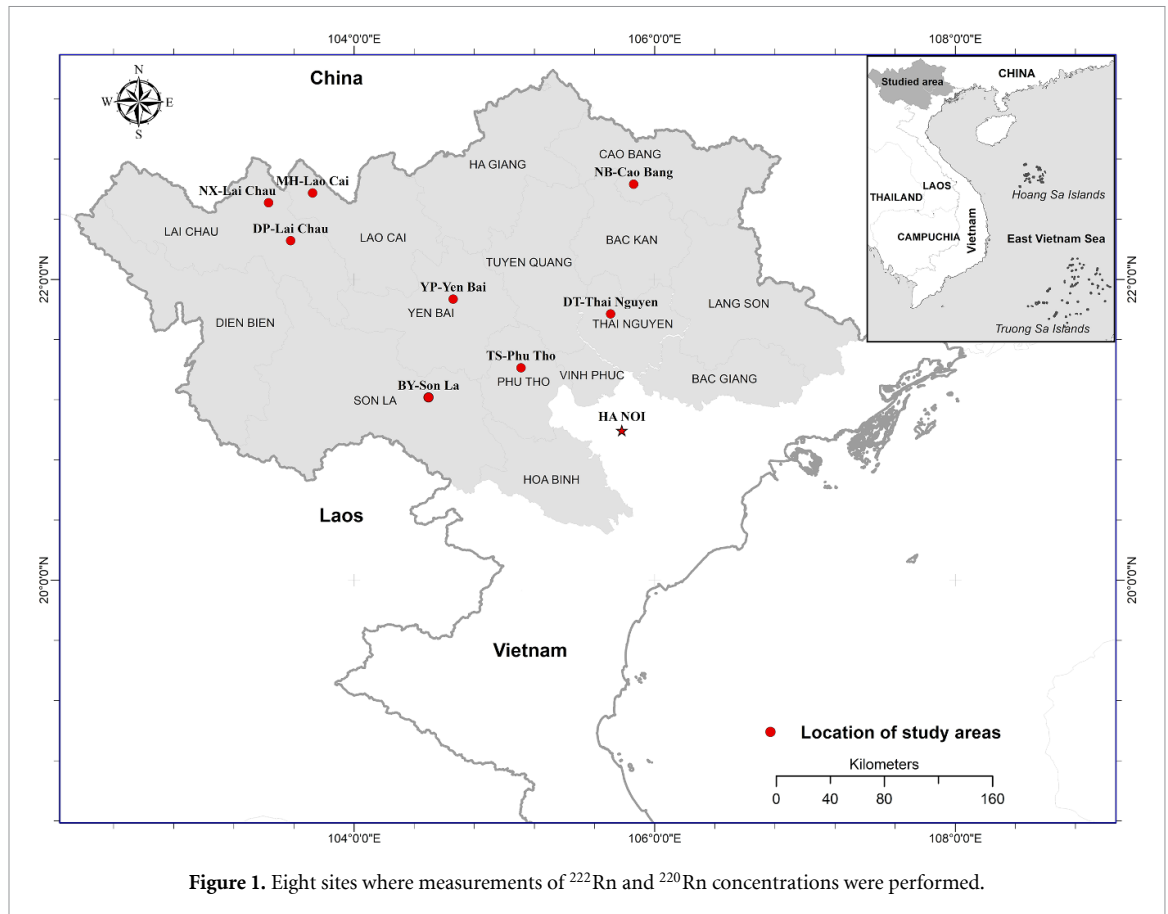 104°0'0"E 106°0'0"E 108°0'0"E
China
N
W E
S
Studied area
CHINA
LAOS
THAILAND
CAMPUCHIA
Vietnam
Hoang Sa Islands
East Vietnam Sea
Truong Sa Islands
HA GIANG
CAO BANG
NB-Cao Bang
MH-Lao Cai
NX-Lai Chau
DP-Lai Chau
LAI CHAU
LAO CAI
BAC KAN
TUYEN QUANG
22°0'0"N
22°0'0"N
YP-Yen Bai
YEN BAI
DT-Thai Nguyen
THAI NGUYEN
LANG SON
DIEN BIEN
TS-Phu Tho
PHU THO
VINH PHUC
BAC GIANG
BY-Son La
SON LA
HA NOI
HOA BINH
Laos
20°0'0"N
20°0'0"N
Vietnam
Location of study areas
Kilometers
0 40 80 160
104°0'0"E 106°0'0"E 108°0'0"E
Figure 1. Eight sites where measurements of ²²²Rn and ²²⁰Rn concentrations were performed.